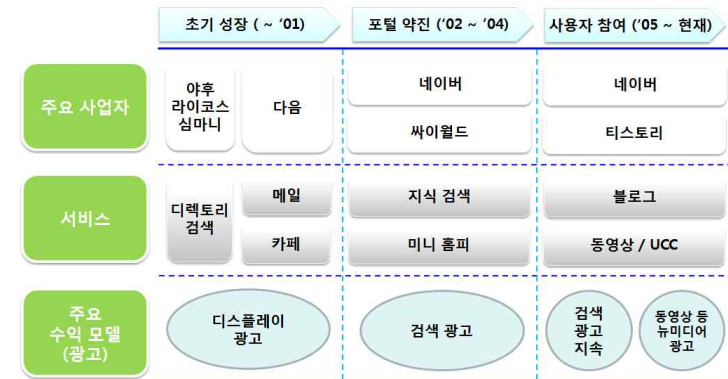 초기 성장 ( ~ ‘01)
포털 약진 (‘02 ~ ‘04)
사용자 참여 (’05 ~ 현재)
주요 사업자
야후
라이코스
심마니
다음
네이버
싸이월드
네이버
티스토리
서비스
디렉토리
검색
메일
카페
지식 검색
미니 홈피
블로그
동영상 / UCC
주요
수익 모델
(광고)
디스플레이
광고
검색 광고
검색
광고
지속
동영상 등
뉴미디어
광고